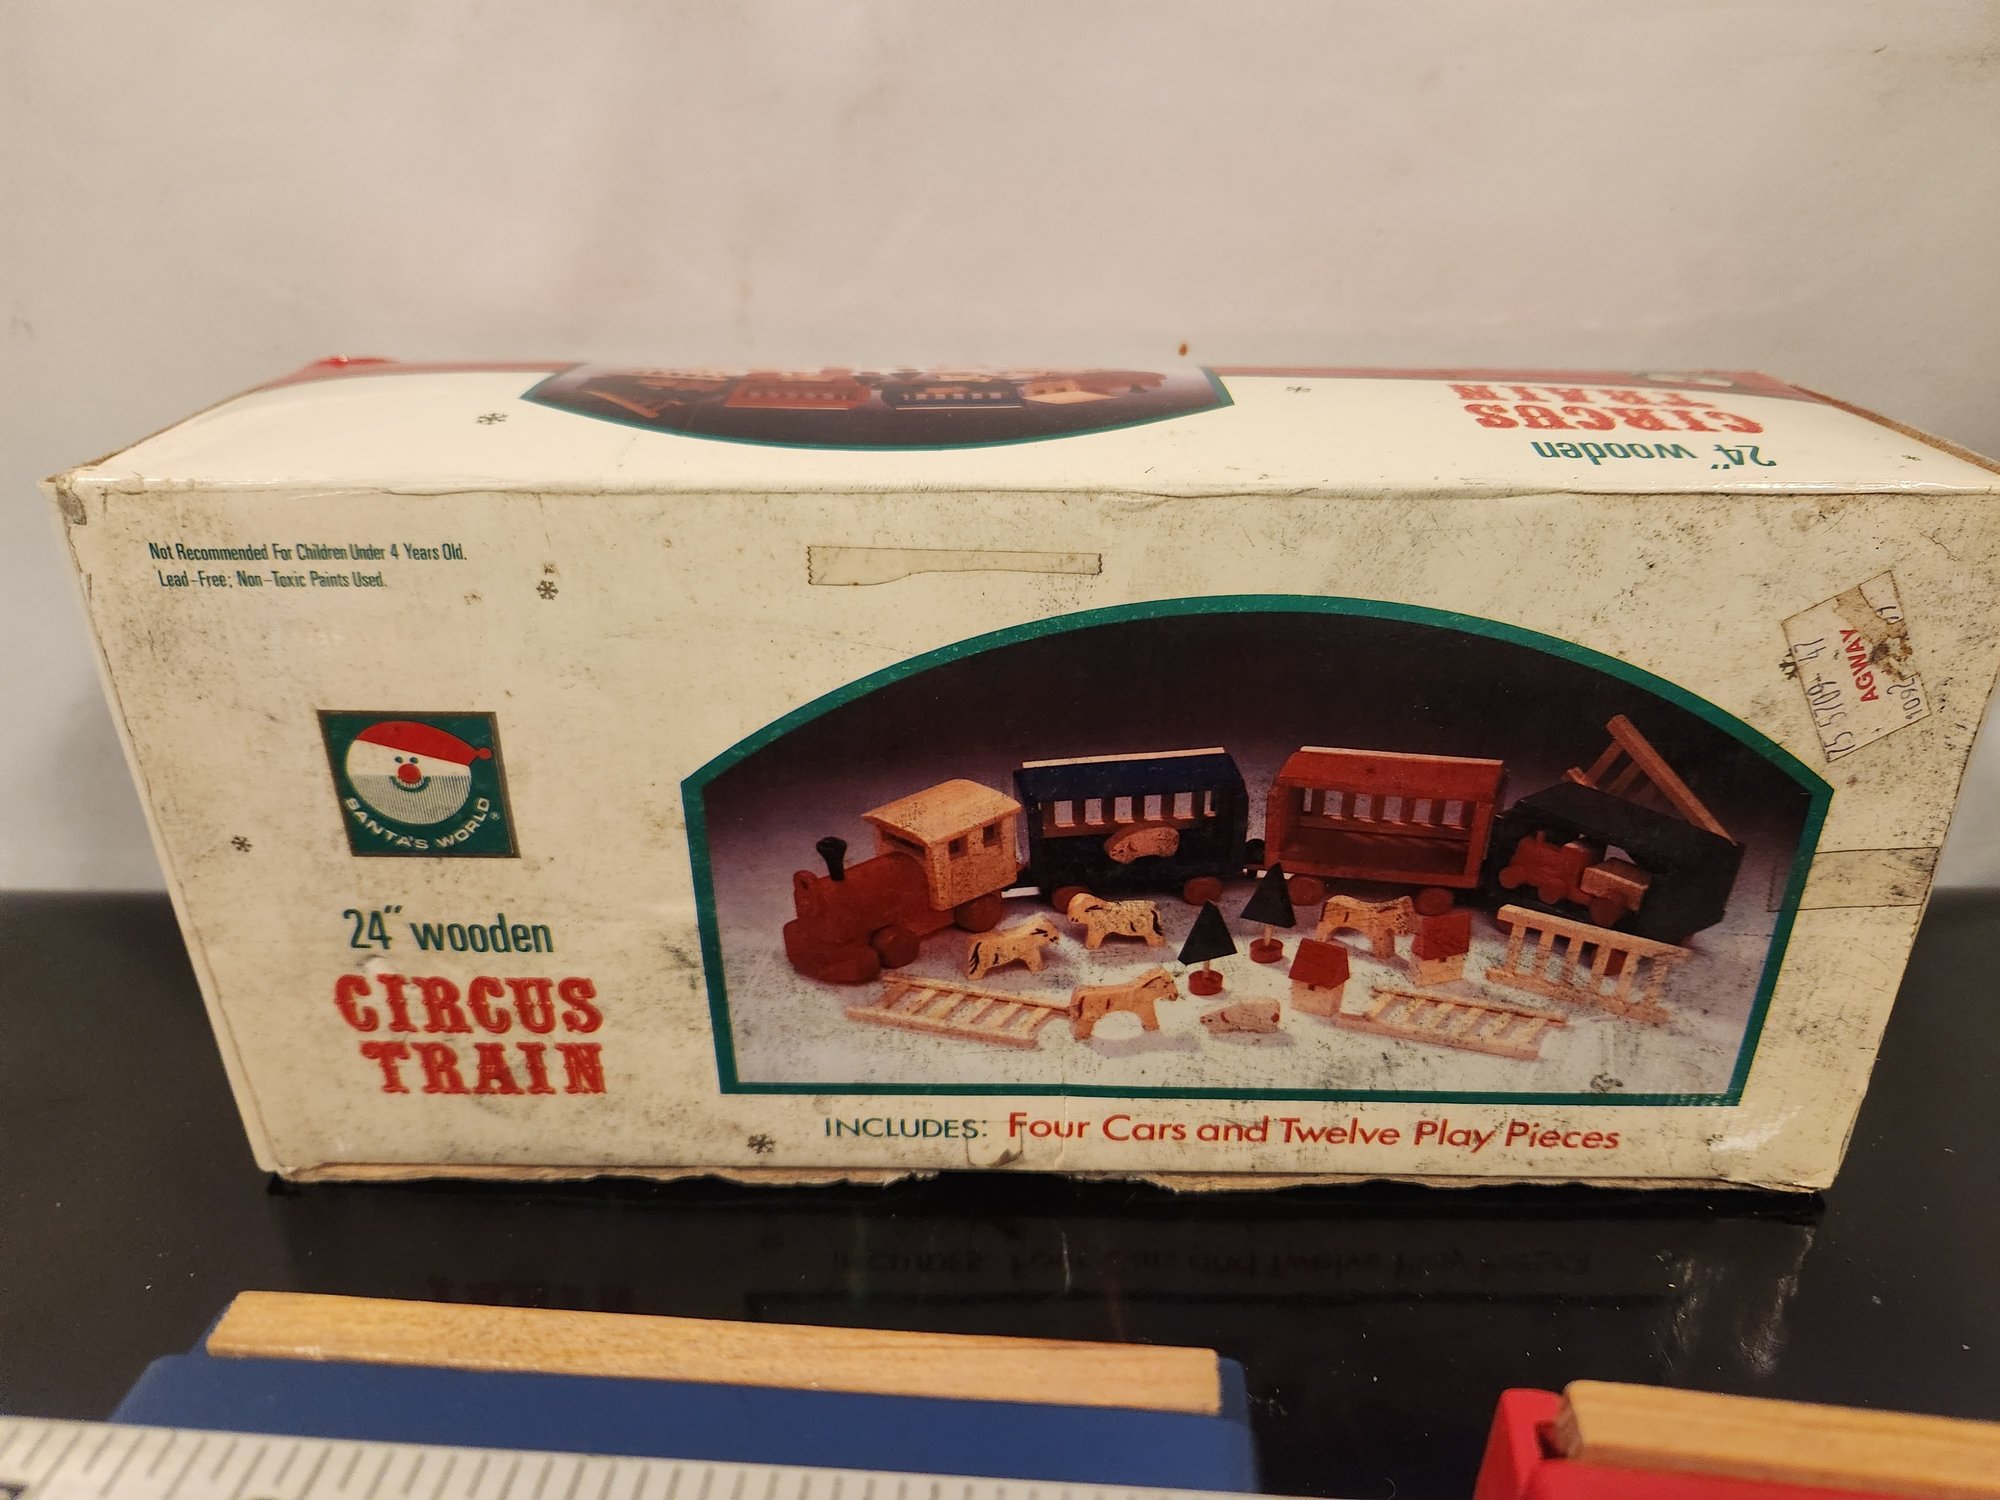 CIRCUS
TRAIN
24" wooden
Not Recommended For Children Under 4 Years Old.
Lead-Free; Non-Toxic Paints Used.
AGWAY
SANTA'S WORLD®
24" wooden
CIRCUS
TRAIN
INCLUDES: Four Cars and Twelve Play Pieces